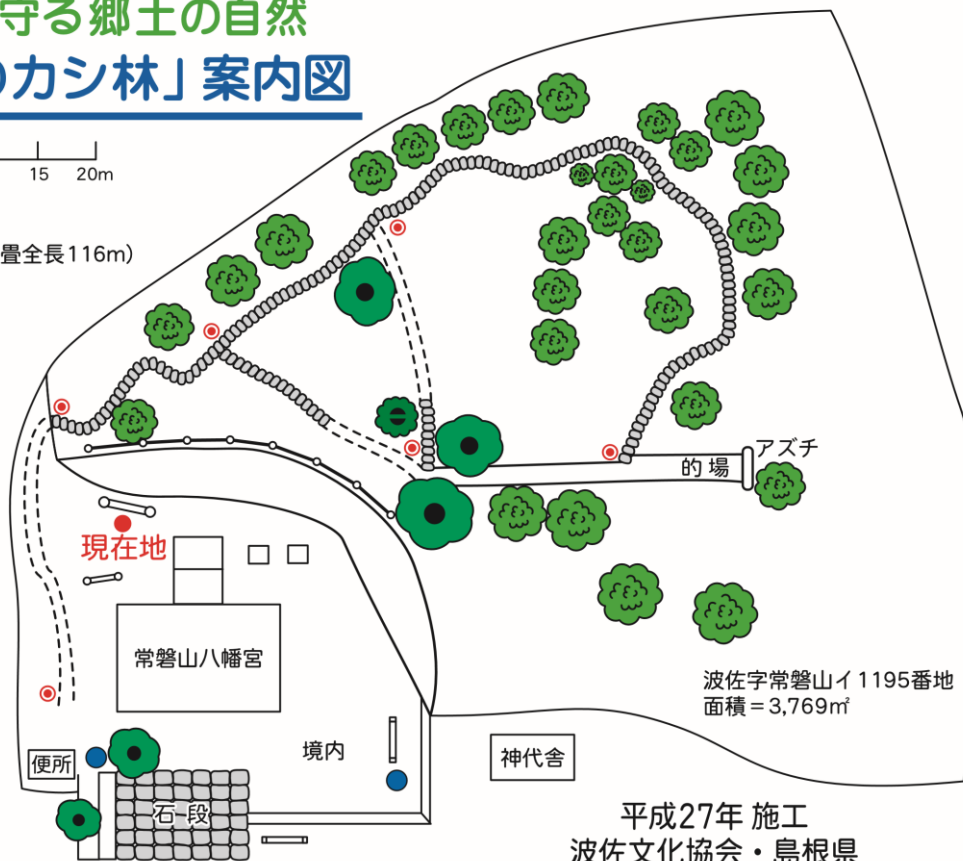 守る郷土の自然
のカシ林」案内図
15 20m
畳全長116m)
アズチ
的場
現在地
常磐山八幡宮
波佐字常磐山イ1195番地
面積=3,769㎡
境内
便所
神代舎
石段
平成27年 施工
波佐文化協会・島根県